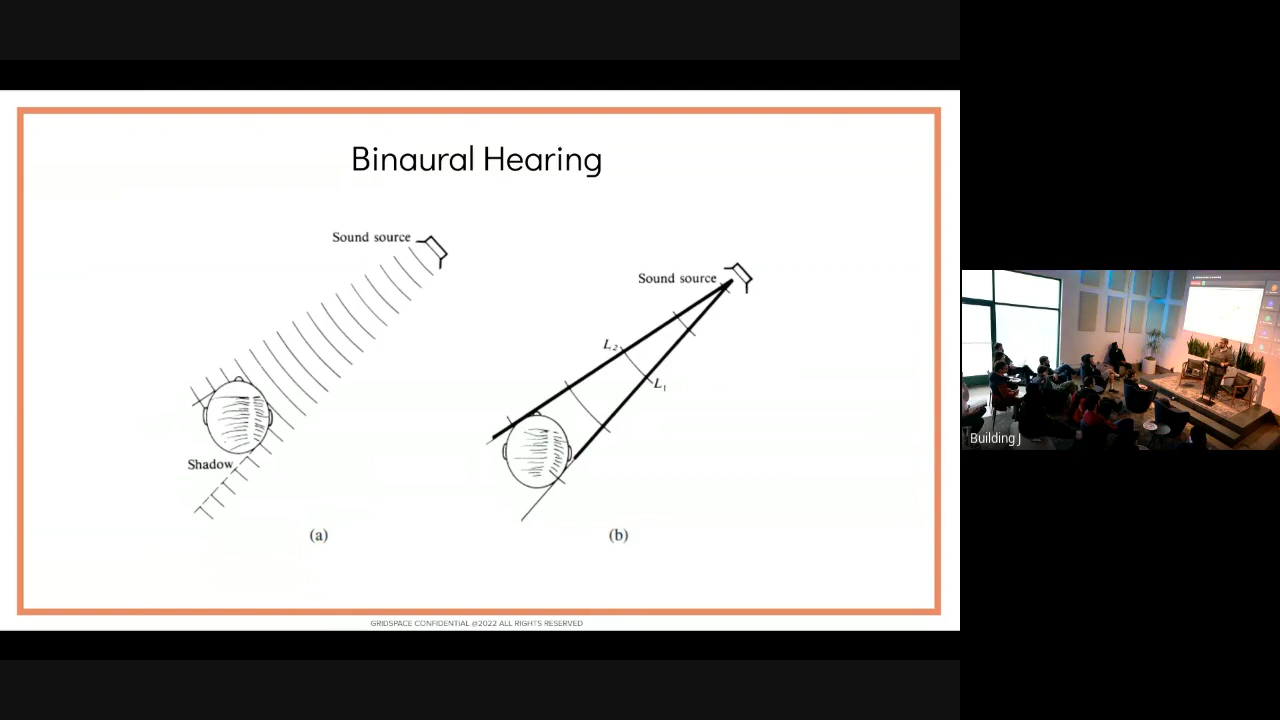 Binaural Hearing
Sound source
Shadow
(a)
Sound source
L₂
L₁
(b)
GRIDSPACE CONFIDENTIAL @2022 ALL RIGHTS RESERVED
Building J